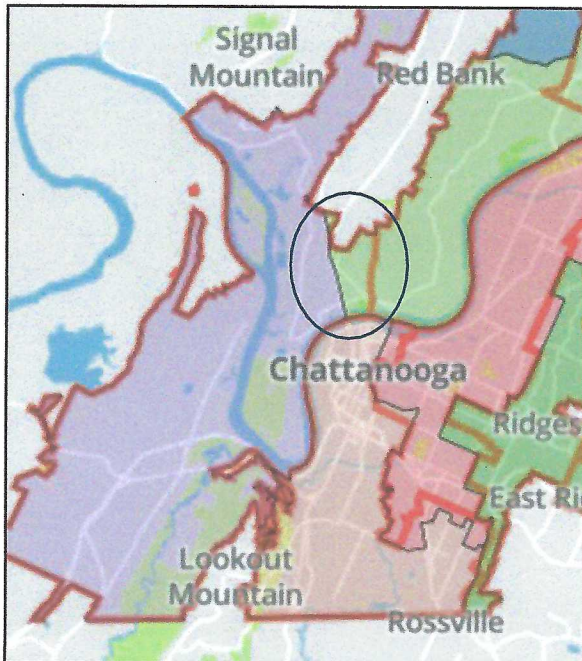 Signal
Mountain
Red Bank
Chattanooga
Ridges
East Ri
Lookout
Mountain
Rossville